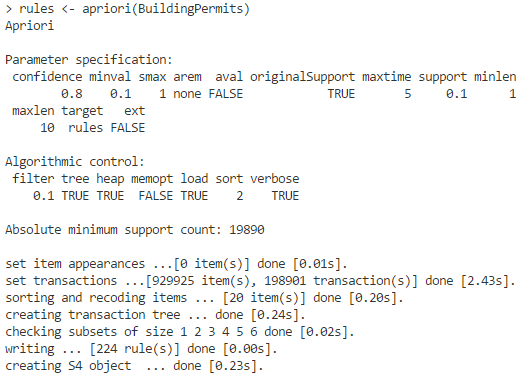 > rules <- apriori(BuildingPermits)
Apriori
Parameter specification:
confidence minval smax arem aval originalSupport maxtime support minlen
0.8 0.1 1 none FALSE TRUE 5 0.1 1
maxlen target ext
10 rules FALSE
Algorithmic control:
filter tree heap memopt load sort verbose
0.1 TRUE TRUE FALSE TRUE 2 TRUE
Absolute minimum support count: 19890
set item appearances ...[0 item(s)] done [0.01s].
set transactions ...[929925 item(s), 198901 transaction(s)] done [2.43s].
sorting and recoding items ... [20 item(s)] done [0.20s].
creating transaction tree ... done [0.24s].
checking subsets of size 1 2 3 4 5 6 done [0.02s].
writing ... [224 rule(s)] done [0.00s].
creating S4 object  ... done [0.23s].